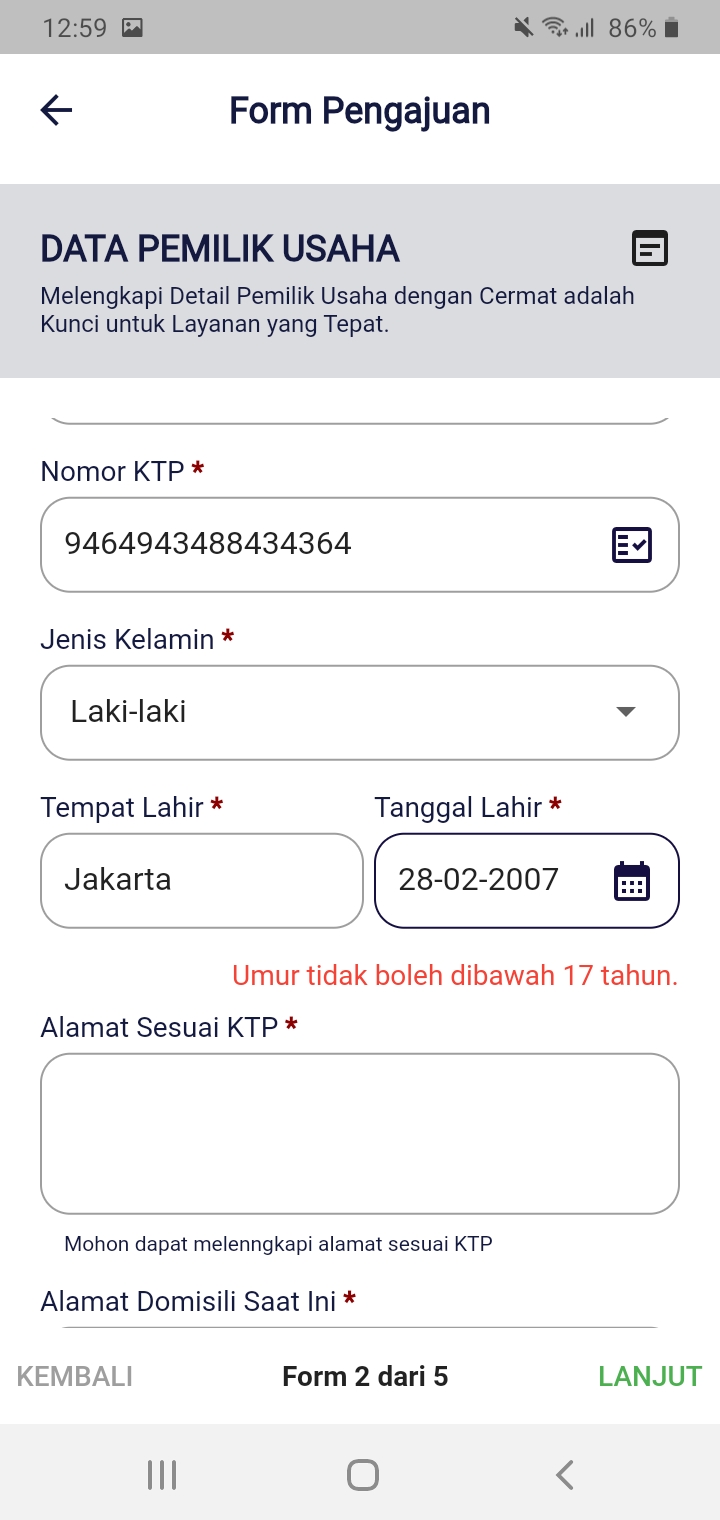 12:59
86%
Form Pengajuan
DATA PEMILIK USAHA
Melengkapi Detail Pemilik Usaha dengan Cermat adalah
Kunci untuk Layanan yang Tepat.
Nomor KTP *
9464943488434364
Jenis Kelamin *
Laki-laki
Tempat Lahir * Tanggal Lahir *
Jakarta 28-02-2007
Umur tidak boleh dibawah 17 tahun.
Alamat Sesuai KTP *
Mohon dapat melenngkapi alamat sesuai KTP
Alamat Domisili Saat Ini *
KEMBALI Form 2 dari 5 LANJUT